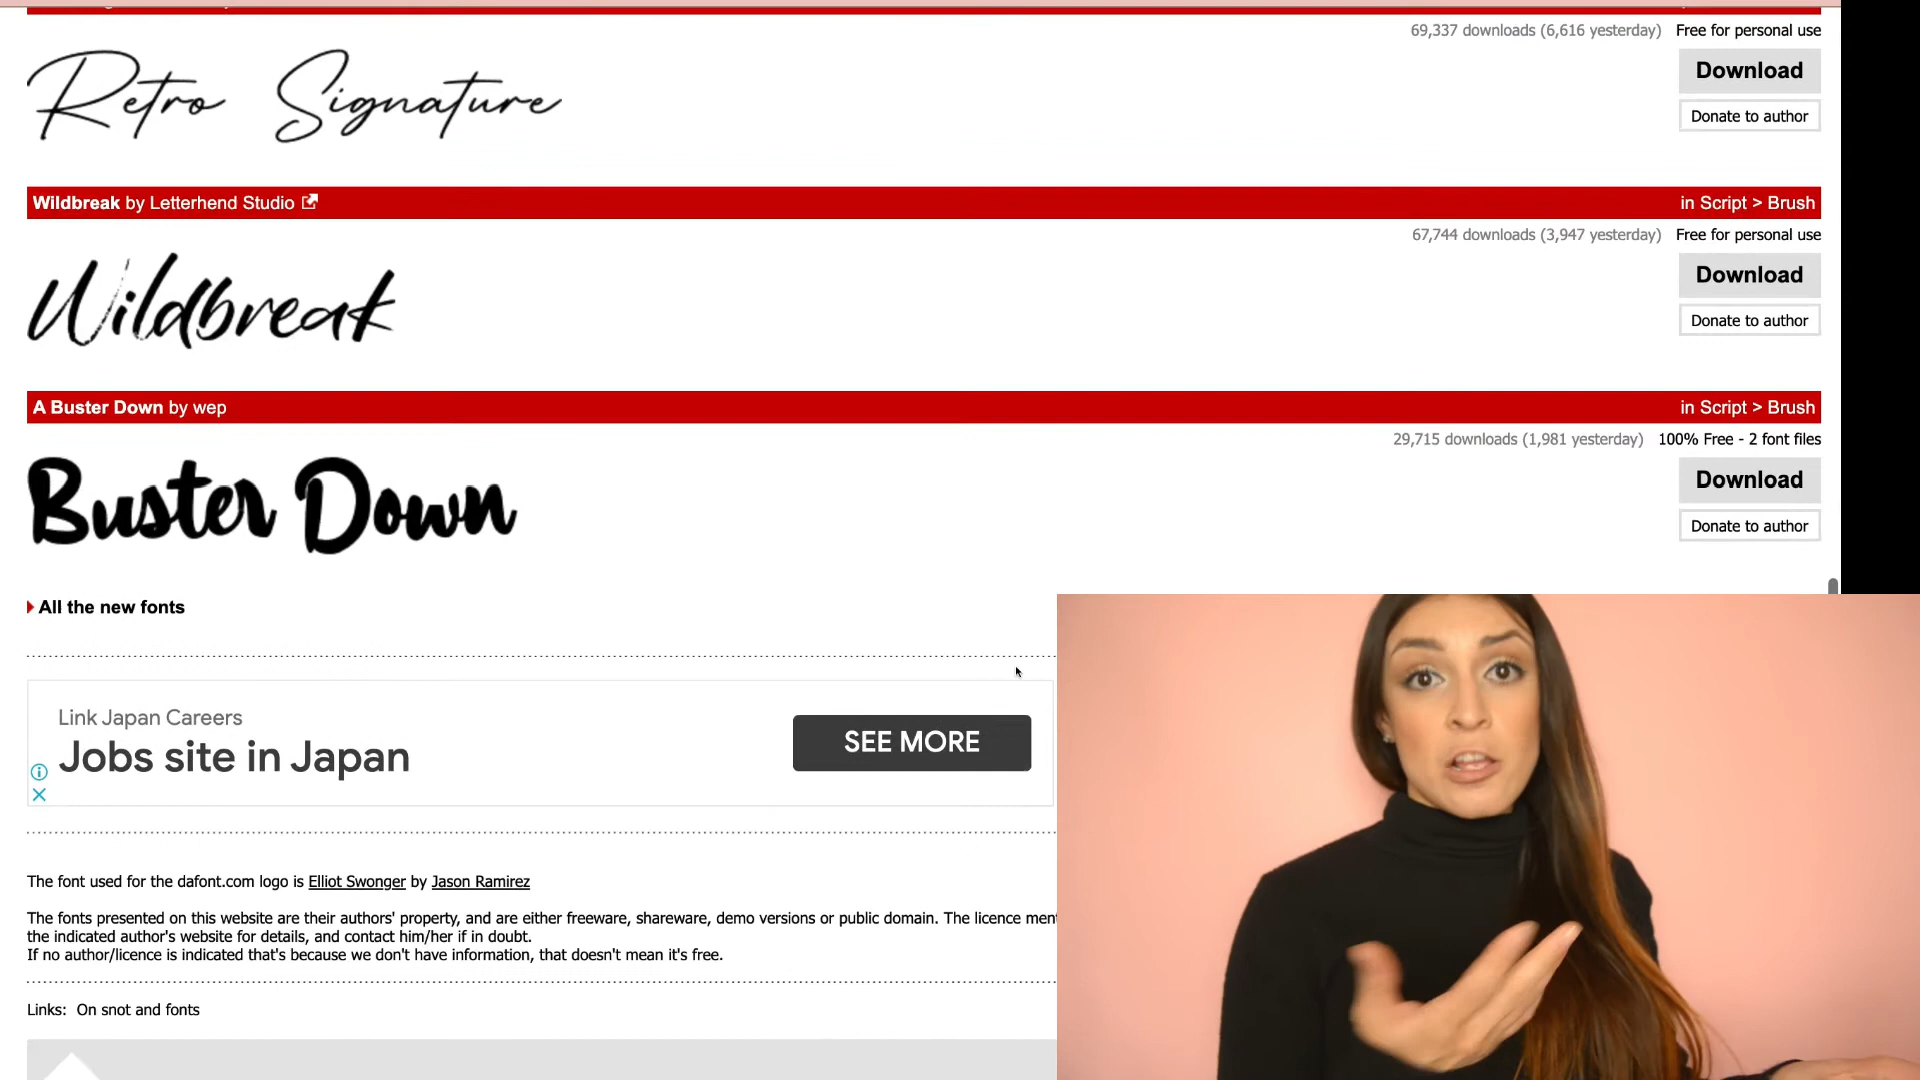 69,337 downloads (6,616 yesterday) Free for personal use
Retro Signature
Download
Donate to author
Wildbreak by Letterhend Studio in Script > Brush
67,744 downloads (3,947 yesterday) Free for personal use
Wildbreak
Download
Donate to author
A Buster Down by wep in Script > Brush
29,715 downloads (1,981 yesterday) 100% Free - 2 font files
Buster Down
Download
Donate to author
All the new fonts
Link Japan Careers
Jobs site in Japan
SEE MORE
The font used for the dafont.com logo is Elliot Swonger by Jason Ramirez
The fonts presented on this website are their authors' property, and are either freeware, shareware, demo versions or public domain. The licence
the indicated author's website for details, and contact him/her if in doubt.
If no author/licence is indicated that's because we don't have information, that doesn't mean it's free.
Links: On snot and fonts